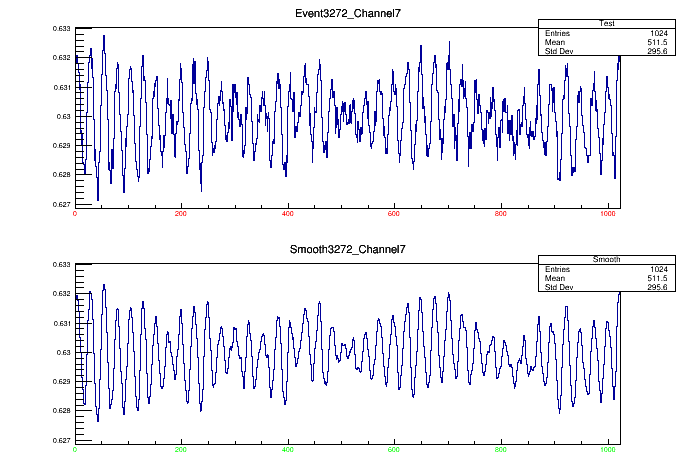 Event3272_Channel7
Test
Entries 1024
Mean 511.5
Std Dev 295.6
0.633
0.632
0.631
0.63
0.629
0.628
0.627
0 200 400 600 800 1000
Smooth3272_Channel7
Smooth
Entries 1024
Mean 511.5
Std Dev 295.6
0.633
0.632
0.631
0.63
0.629
0.628
0.627
0 200 400 600 800 1000